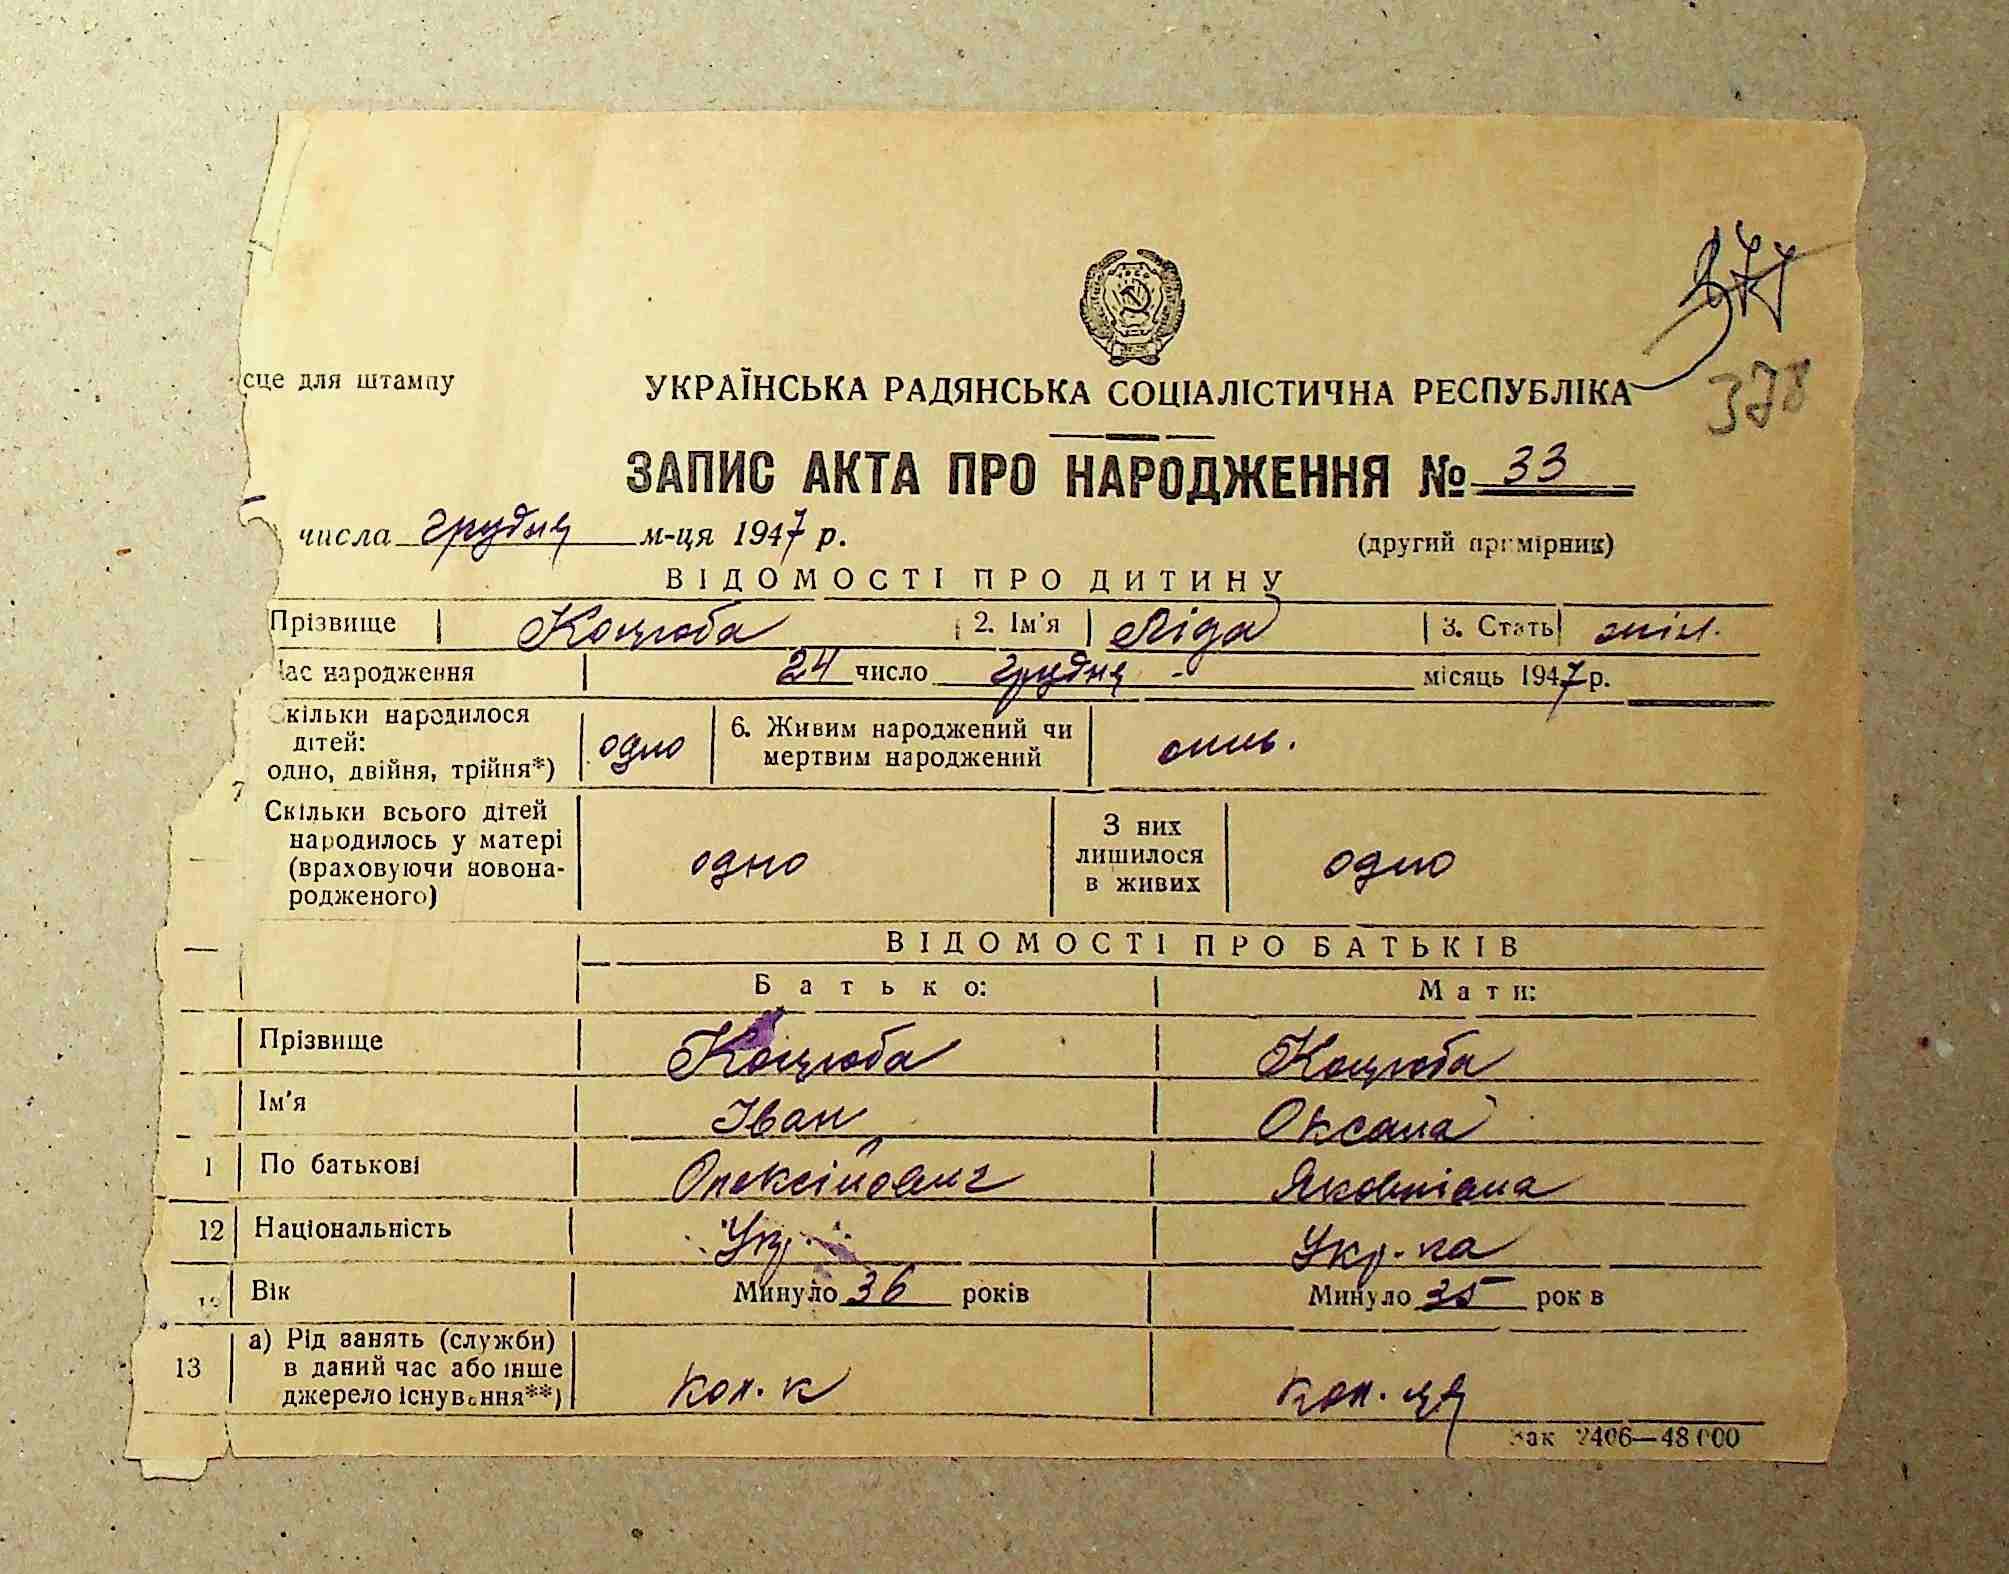 377
378
сце для штампу
УКРАЇНСЬКА РАДЯНСЬКА СОЦІАЛІСТИЧНА РЕСПУБЛІКА
ЗАПИС АКТА ПРО НАРОДЖЕННЯ № 33
числа грудня м-ця 1947 р.
(другий примірник)
ВІДОМОСТІ ПРО ДИТИНУ
Прізвище Коцюба 2. Ім'я Ліда 3. Стать жін.
Час народження 24 число грудня - місяць 1947 р.
Скільки народилося дітей: одно, двійня, трійня*) одно 6. Живим народжений чи мертвим народжений
7 Скільки всього дітей народилось у матері (враховуючи новонародженого) одно З них лишилося в живих одно
ВІДОМОСТІ ПРО БАТЬКІВ
Батько: Мати:
Прізвище Коцюба Коцюба
Ім'я Іван Оксана
1 По батькові Олексійович Яковлівна
12 Національність Укр. Укр-ка
Вік Минуло 36 років Минуло 35 рок в
13 а) Рід занять (служби) в даний час або інше джерело існування**) кол. к кол. ця
Зак 2406—48 000